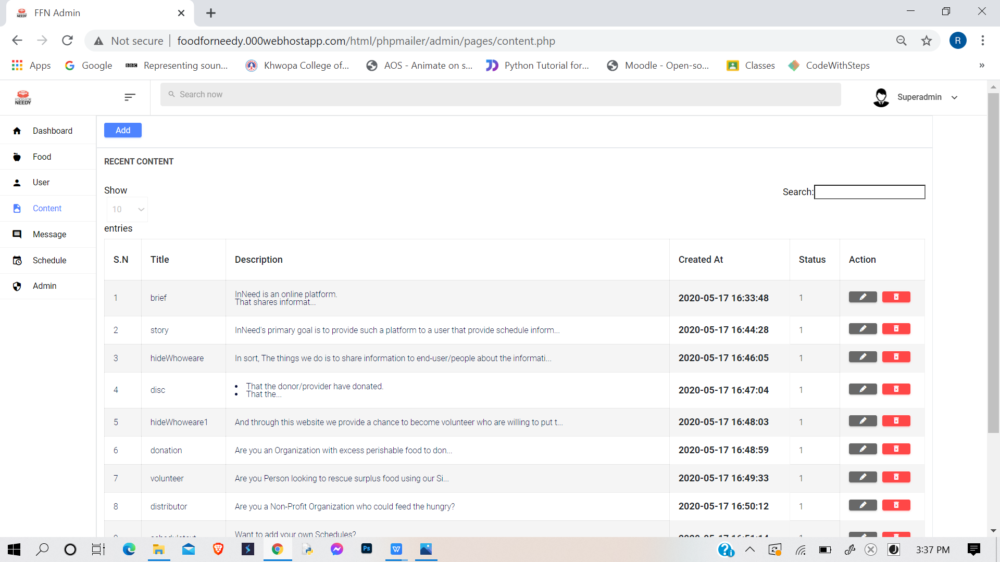 FFN Admin
Not secure | foodforneedy.000webhostapp.com/html/phpmailer/admin/pages/content.php
R
Apps
Google
BBC Representing soun...
Khwopa College of...
AOS - Animate on s...
Python Tutorial for...
Moodle - Open-so...
Classes
CodeWithSteps
»
FOOD FOR
NEEDY
Search now
Superadmin
Dashboard
Food
User
Content
Message
Schedule
Admin
Add
RECENT CONTENT
Show
10
entries
Search:
S.N Title Description Created At Status Action
1 brief InNeed is an online platform.
That shares informat... 2020-05-17 16:33:48 1
2 story InNeed's primary goal is to provide such a platform to a user that provide schedule inform... 2020-05-17 16:44:28 1
3 hideWhoweare In sort, The things we do is to share information to end-user/people about the informati... 2020-05-17 16:46:05 1
4 disc • That the donor/provider have donated.
• That the... 2020-05-17 16:47:04 1
5 hideWhoweare1 And through this website we provide a chance to become volunteer who are willing to put t... 2020-05-17 16:48:03 1
6 donation Are you an Organization with excess perishable food to don... 2020-05-17 16:48:59 1
7 volunteer Are you Person looking to rescue surplus food using our Si... 2020-05-17 16:49:33 1
8 distributor Are you a Non-Profit Organization who could feed the hungry? 2020-05-17 16:50:12 1
Want to add your own Schedules?
Ps
W
3:37 PM